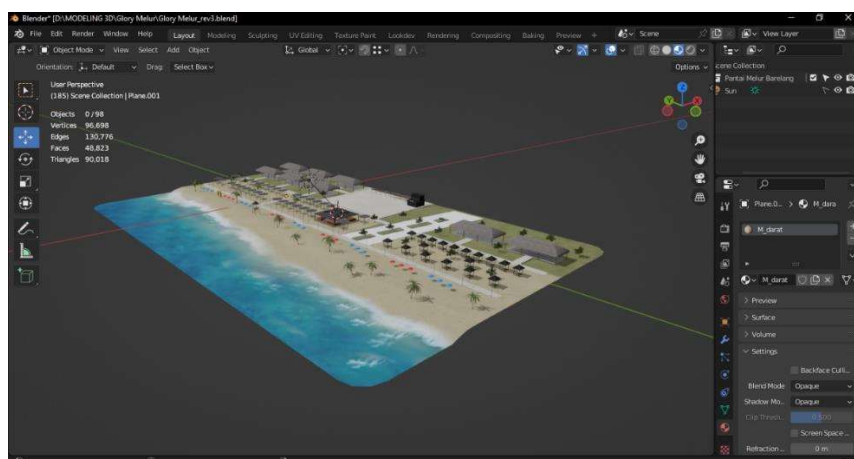 Blender* [D:\MODELING 3D\Glory Melur\Glory Melur_rev3.blend]
File Edit Render Window Help Layout Modeling Sculpting UV Editing Texture Paint Lookdev Rendering Compositing Baking Preview + Scene View Layer
Object Mode View Select Add Object Global
Orientation: Default Drag: Select Box Options
User Perspective
(185) Scene Collection | Plane.001
Objects 0/98
Vertices 96,698
Edges 130,776
Faces 48,823
Triangles 90,018
Z
Y
X
cene Collection
Pantai Melur Barelang
Sun
Plane.0... > M_dara
M_darat
M_darat
> Preview
> Surface
> Volume
Settings
Backface Culli...
Blend Mode Opaque
Shadow Mo... Opaque
Clip Thresh...
Screen Space ...
Refraction ... 0 m